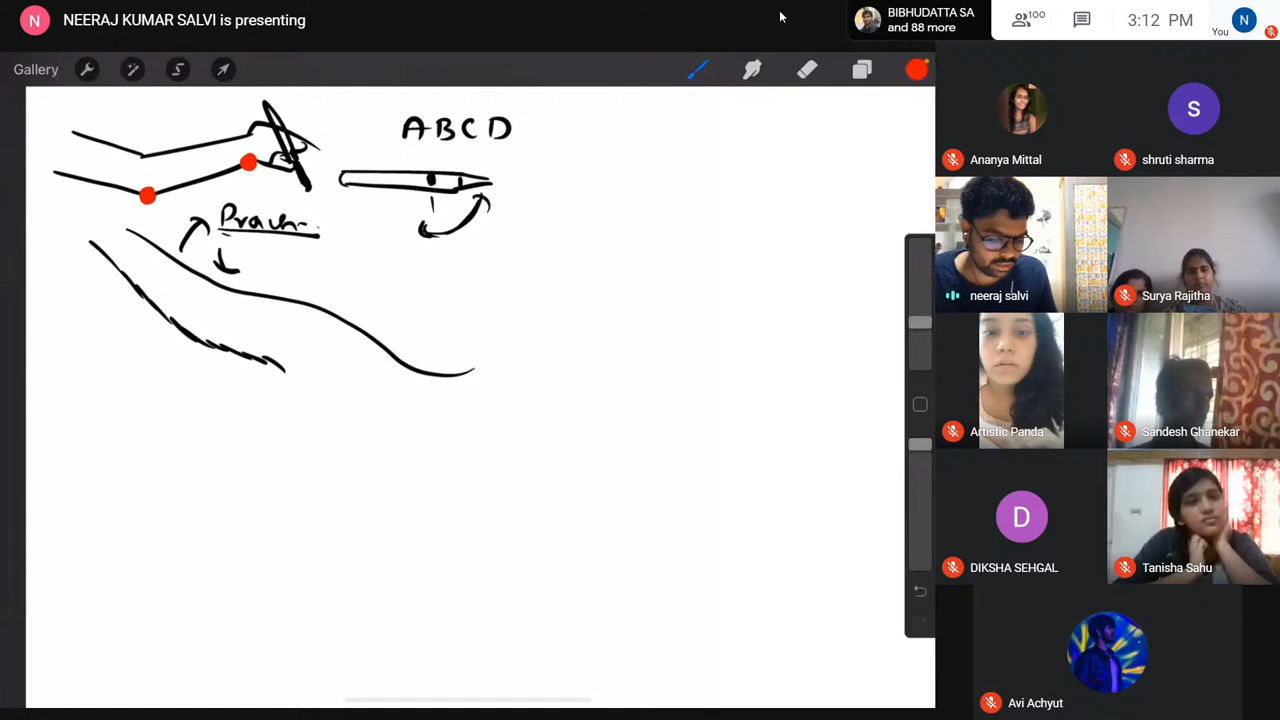 NEERAJ KUMAR SALVI is presenting
N
BIBHUDATTA SA
and 88 more
100
3:12 PM
You
N
Gallery
A B C D
Ananya Mittal
S
shruti sharma
neeraj salvi
Surya Rajitha
Artistic Panda
Sandesh Ghanekar
D
DIKSHA SEHGAL
Tanisha Sahu
Avi Achyut